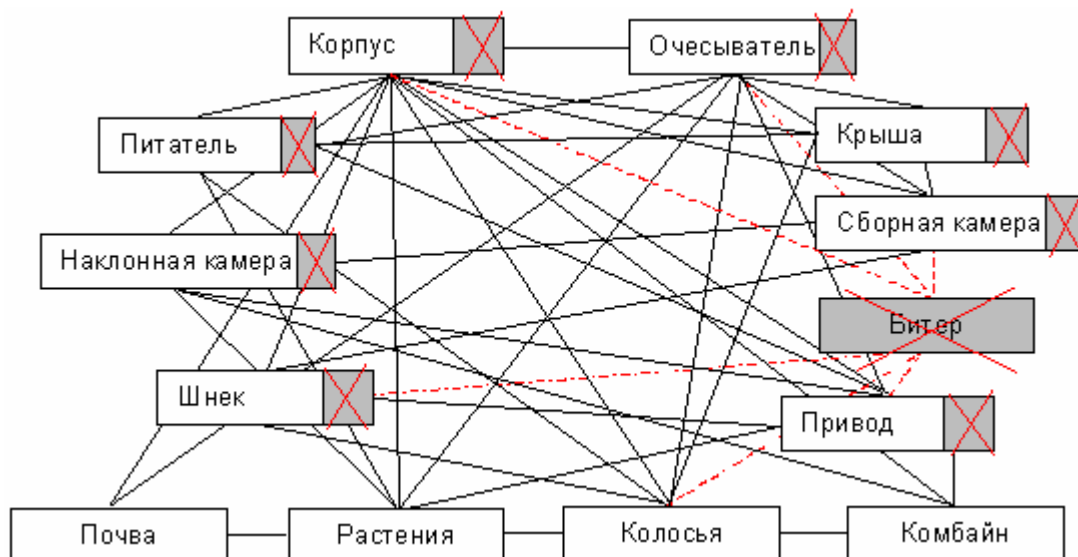 Корпус
Очесыватель
Питатель
Крыша
Сборная камера
Наклонная камера
Битер
Шнек
Привод
Почва
Растения
Колосья
Комбайн